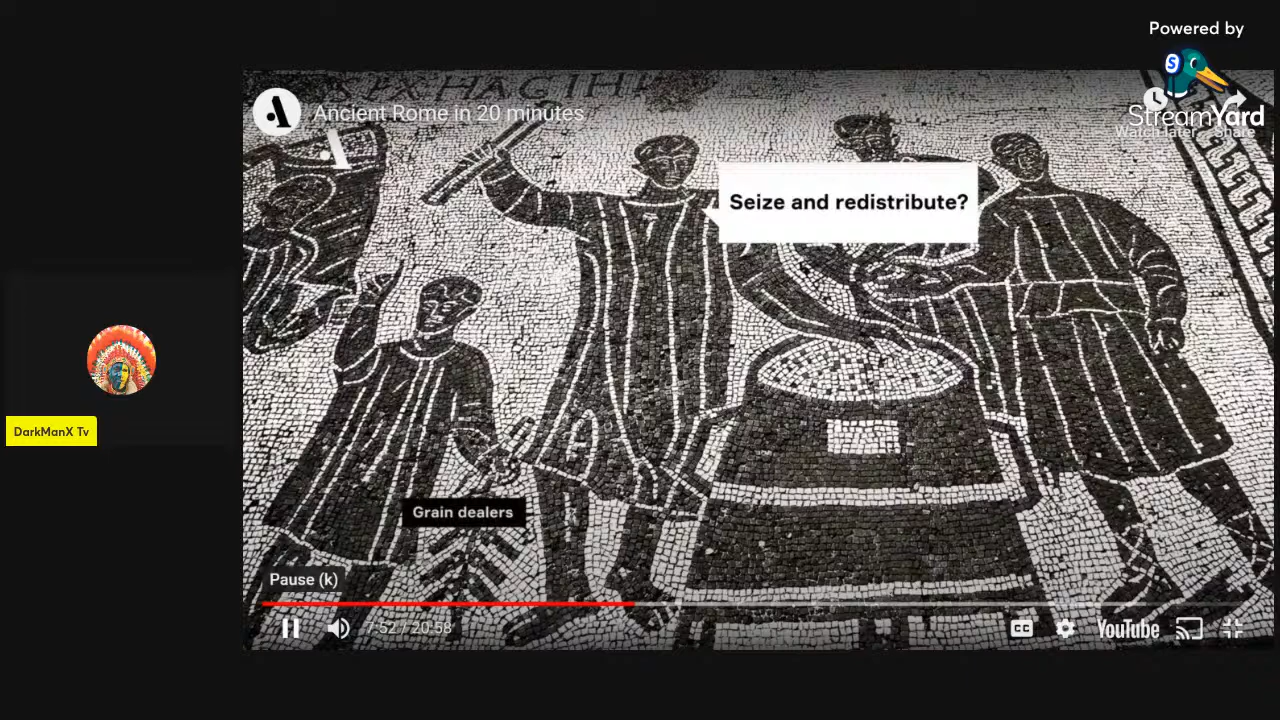 Powered by
StreamYard
Ancient Rome in 20 minutes
Watch later
Share
Seize and redistribute?
DarkManX Tv
Grain dealers
Pause (k)
7:52 / 20:58
CC
YouTube